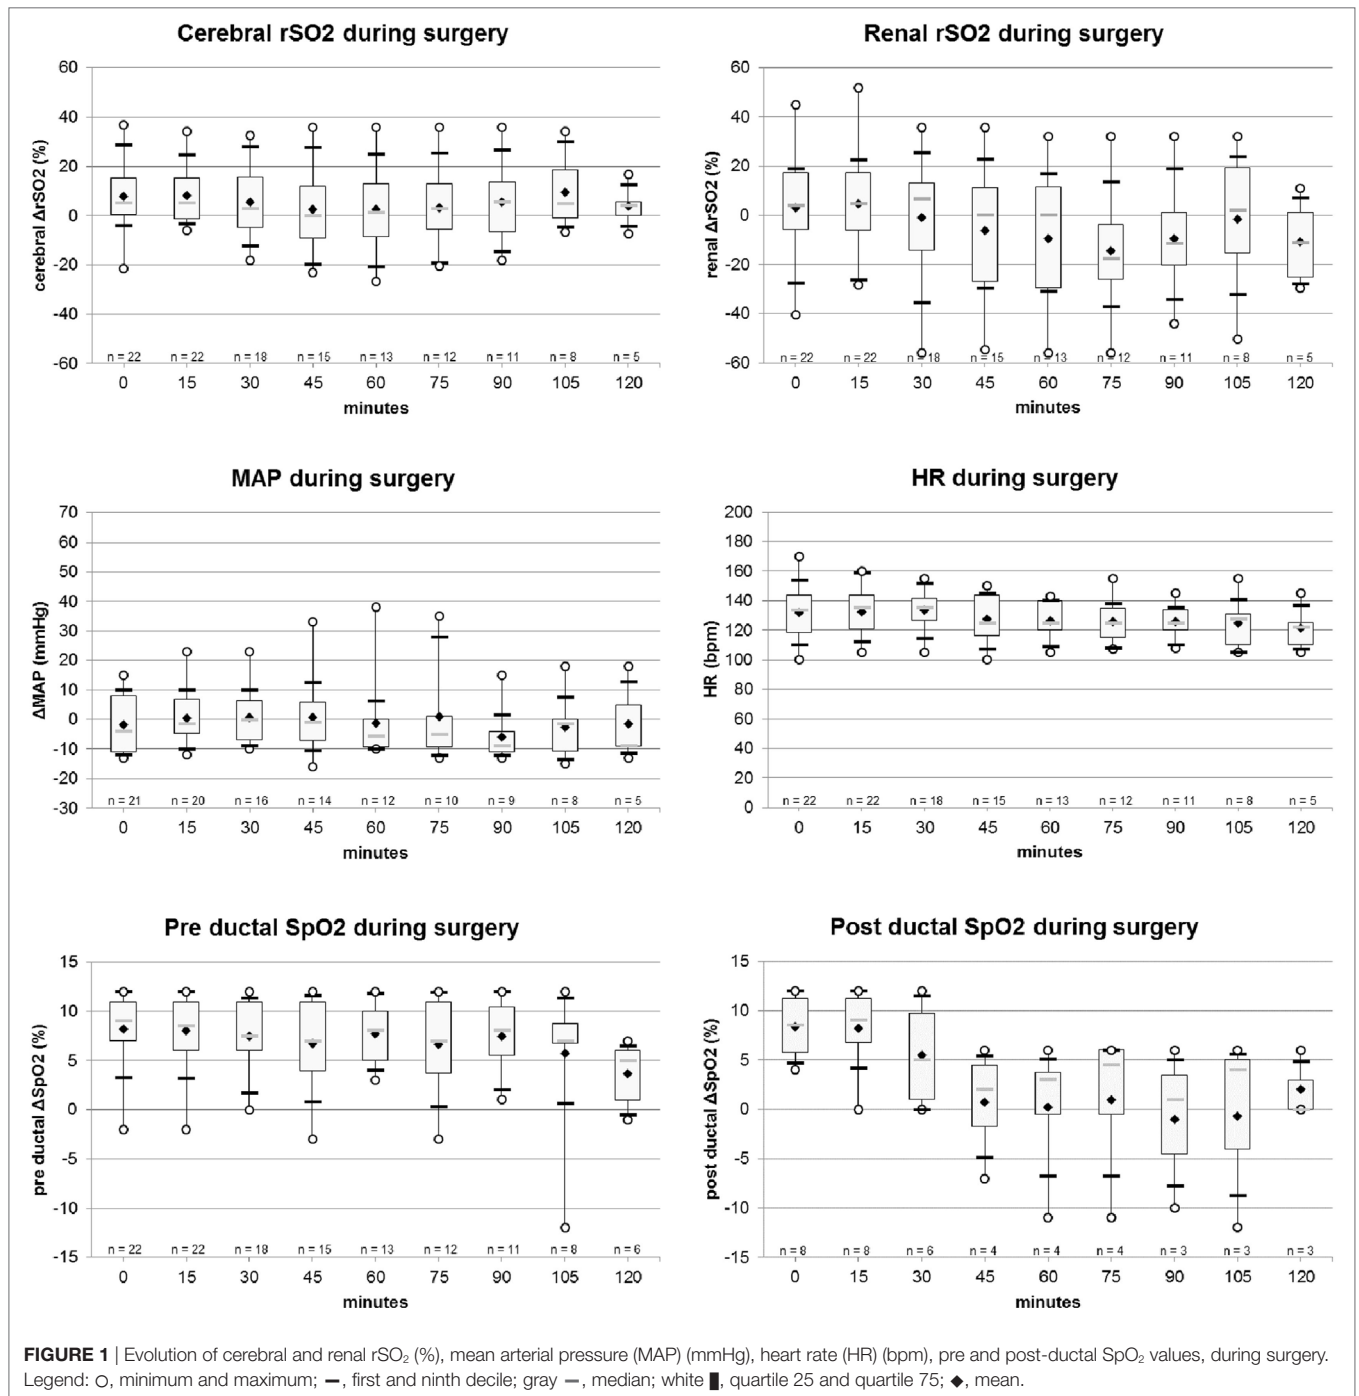 Cerebral rSO2 during surgery
cerebral ΔrSO2 (%)
60
40
20
0
-20
-40
-60
n = 22 n = 22 n = 18 n = 15 n = 13 n = 12 n = 11 n = 8 n = 5
0 15 30 45 60 75 90 105 120
minutes
Renal rSO2 during surgery
renal ΔrSO2 (%)
60
40
20
0
-20
-40
-60
n = 22 n = 22 n = 18 n = 15 n = 13 n = 12 n = 11 n = 8 n = 5
0 15 30 45 60 75 90 105 120
minutes
MAP during surgery
ΔMAP (mmHg)
70
60
50
40
30
20
10
0
-10
-20
-30
n = 21 n = 20 n = 16 n = 14 n = 12 n = 10 n = 9 n = 8 n = 5
0 15 30 45 60 75 90 105 120
minutes
HR during surgery
HR (bpm)
200
180
160
140
120
100
80
60
40
20
0
n = 22 n = 22 n = 18 n = 15 n = 13 n = 12 n = 11 n = 8 n = 5
0 15 30 45 60 75 90 105 120
minutes
Pre ductal SpO2 during surgery
pre ductal ΔSpO2 (%)
15
10
5
0
-5
-10
-15
n = 22 n = 22 n = 18 n = 15 n = 13 n = 12 n = 11 n = 8 n = 6
0 15 30 45 60 75 90 105 120
minutes
Post ductal SpO2 during surgery
post ductal ΔSpO2 (%)
15
10
5
0
-5
-10
-15
n = 8 n = 8 n = 6 n = 4 n = 4 n = 4 n = 3 n = 3 n = 3
0 15 30 45 60 75 90 105 120
minutes
FIGURE 1 | Evolution of cerebral and renal rSO₂ (%), mean arterial pressure (MAP) (mmHg), heart rate (HR) (bpm), pre and post-ductal SpO₂ values, during surgery.
Legend: O, minimum and maximum; –, first and ninth decile; gray –, median; white ▮, quartile 25 and quartile 75; ◆, mean.